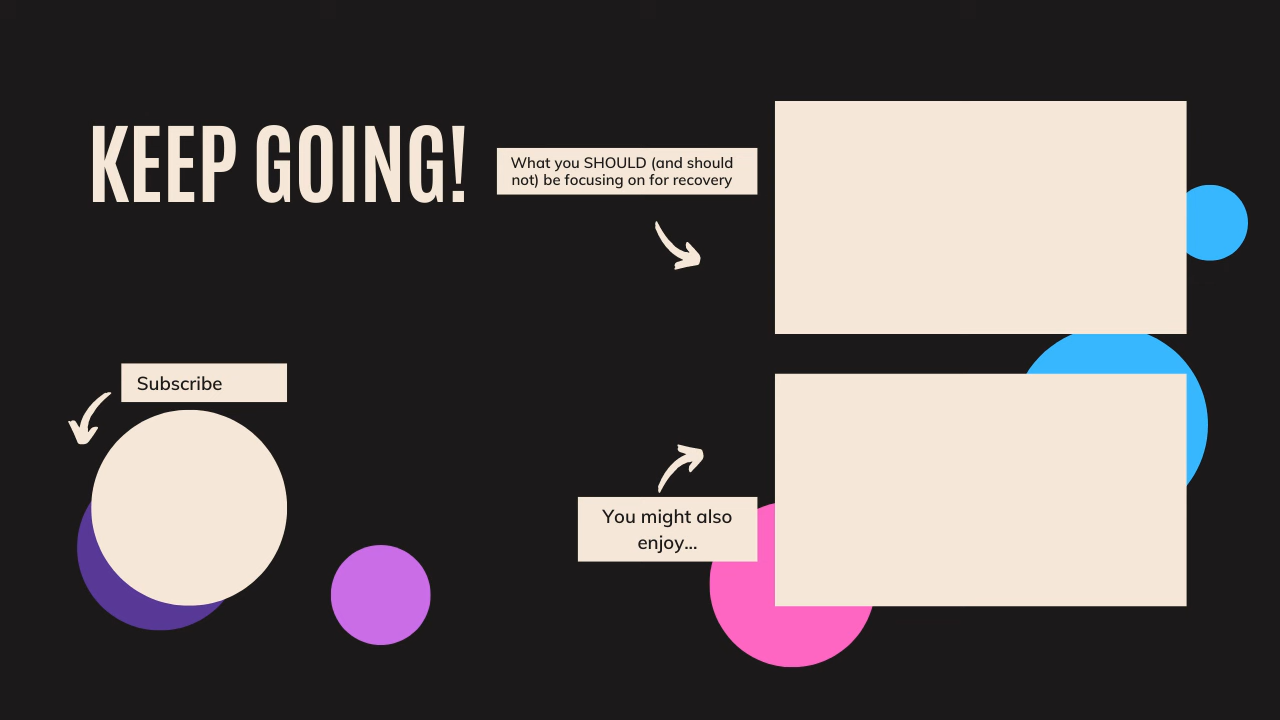 KEEP GOING!
What you SHOULD (and should
not) be focusing on for recovery
Subscribe
You might also
enjoy...